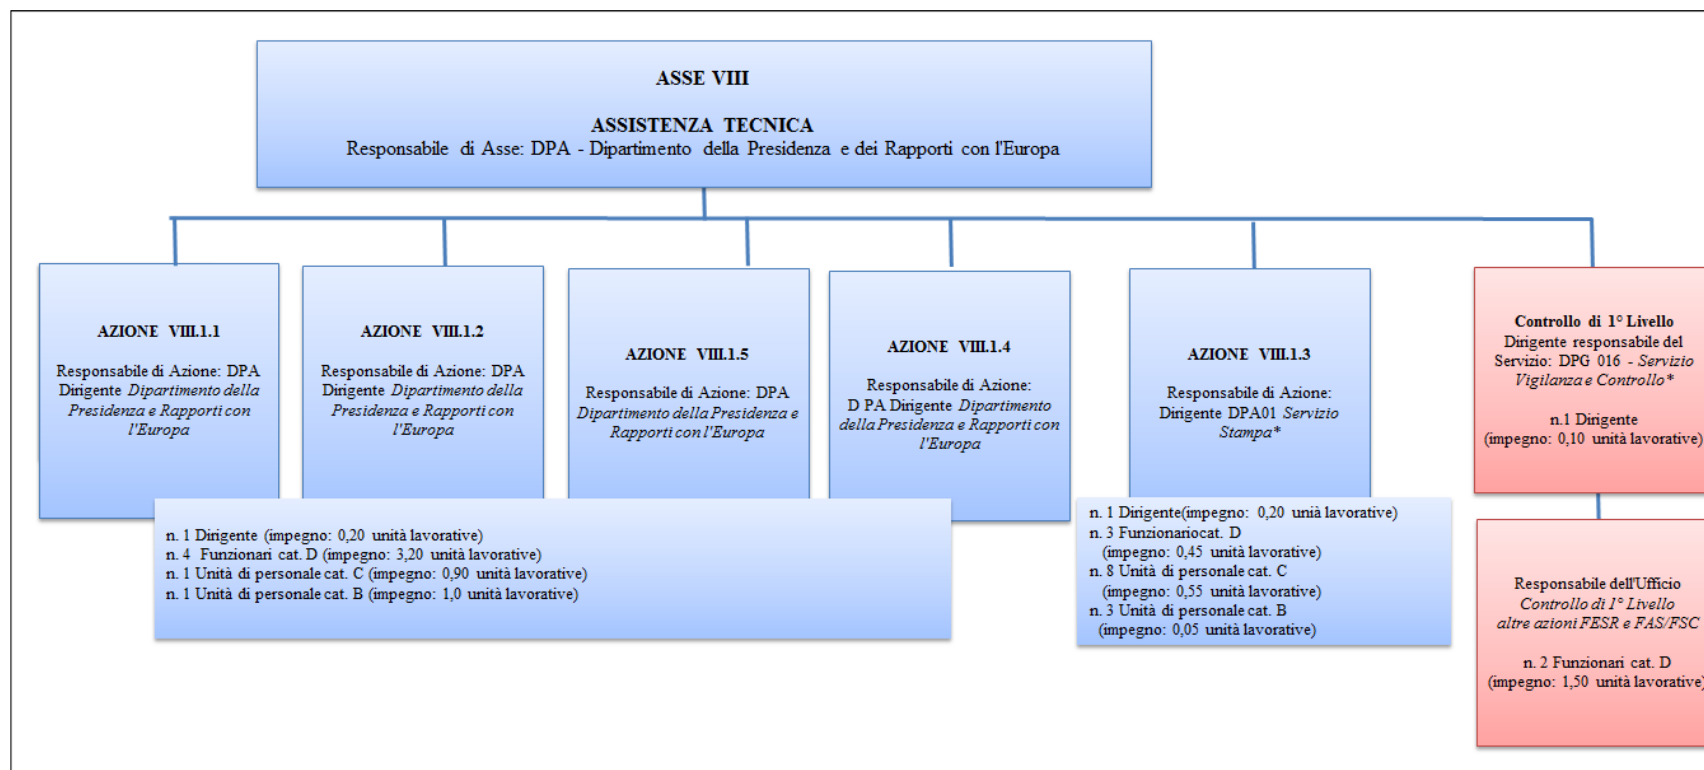 ASSE VIII
ASSISTENZA TECNICA
Responsabile di Asse: DPA - Dipartimento della Presidenza e dei Rapporti con l'Europa
AZIONE VIII.1.1
Responsabile di Azione: DPA
Dirigente Dipartimento della
Presidenza e Rapporti con
l'Europa
AZIONE VIII.1.2
Responsabile di Azione: DPA
Dirigente Dipartimento della
Presidenza e Rapporti con
l'Europa
AZIONE VIII.1.5
Responsabile di Azione: DPA
Dipartimento della Presidenza e
Rapporti con l'Europa
AZIONE VIII.1.4
Responsabile di Azione:
D PA Dirigente Dipartimento
della Presidenza e Rapporti con
l'Europa
AZIONE VIII.1.3
Responsabile di Azione:
Dirigente DPA01 Servizio
Stampa*
Controllo di 1° Livello
Dirigente responsabile del
Servizio: DPG 016 - Servizio
Vigilanza e Controllo*
n.1 Dirigente
(impegno: 0,10 unità lavorative)
n. 1 Dirigente (impegno: 0,20 unità lavorative)
n. 4 Funzionari cat. D (impegno: 3,20 unità lavorative)
n. 1 Unità di personale cat. C (impegno: 0,90 unità lavorative)
n. 1 Unità di personale cat. B (impegno: 1,0 unità lavorative)
n. 1 Dirigente(impegno: 0,20 unià lavorative)
n. 3 Funzionariocat. D
(impegno: 0,45 unità lavorative)
n. 8 Unità di personale cat. C
(impegno: 0,55 unità lavorative)
n. 3 Unità di personale cat. B
(impegno: 0,05 unità lavorative)
Responsabile dell'Ufficio
Controllo di 1° Livello
altre azioni FESR e FAS/FSC
n. 2 Funzionari cat. D
(impegno: 1,50 unità lavorative)